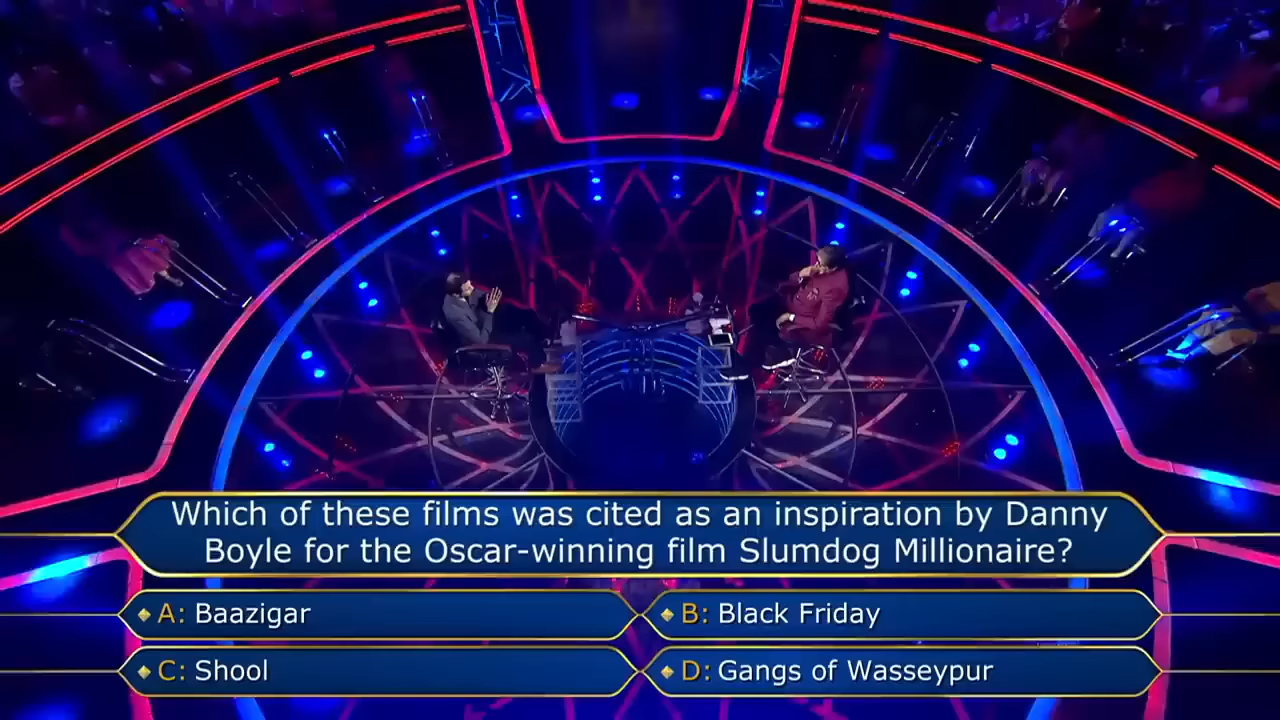 Which of these films was cited as an inspiration by Danny
Boyle for the Oscar-winning film Slumdog Millionaire?
A: Baazigar
B: Black Friday
C: Shool
D: Gangs of Wasseypur